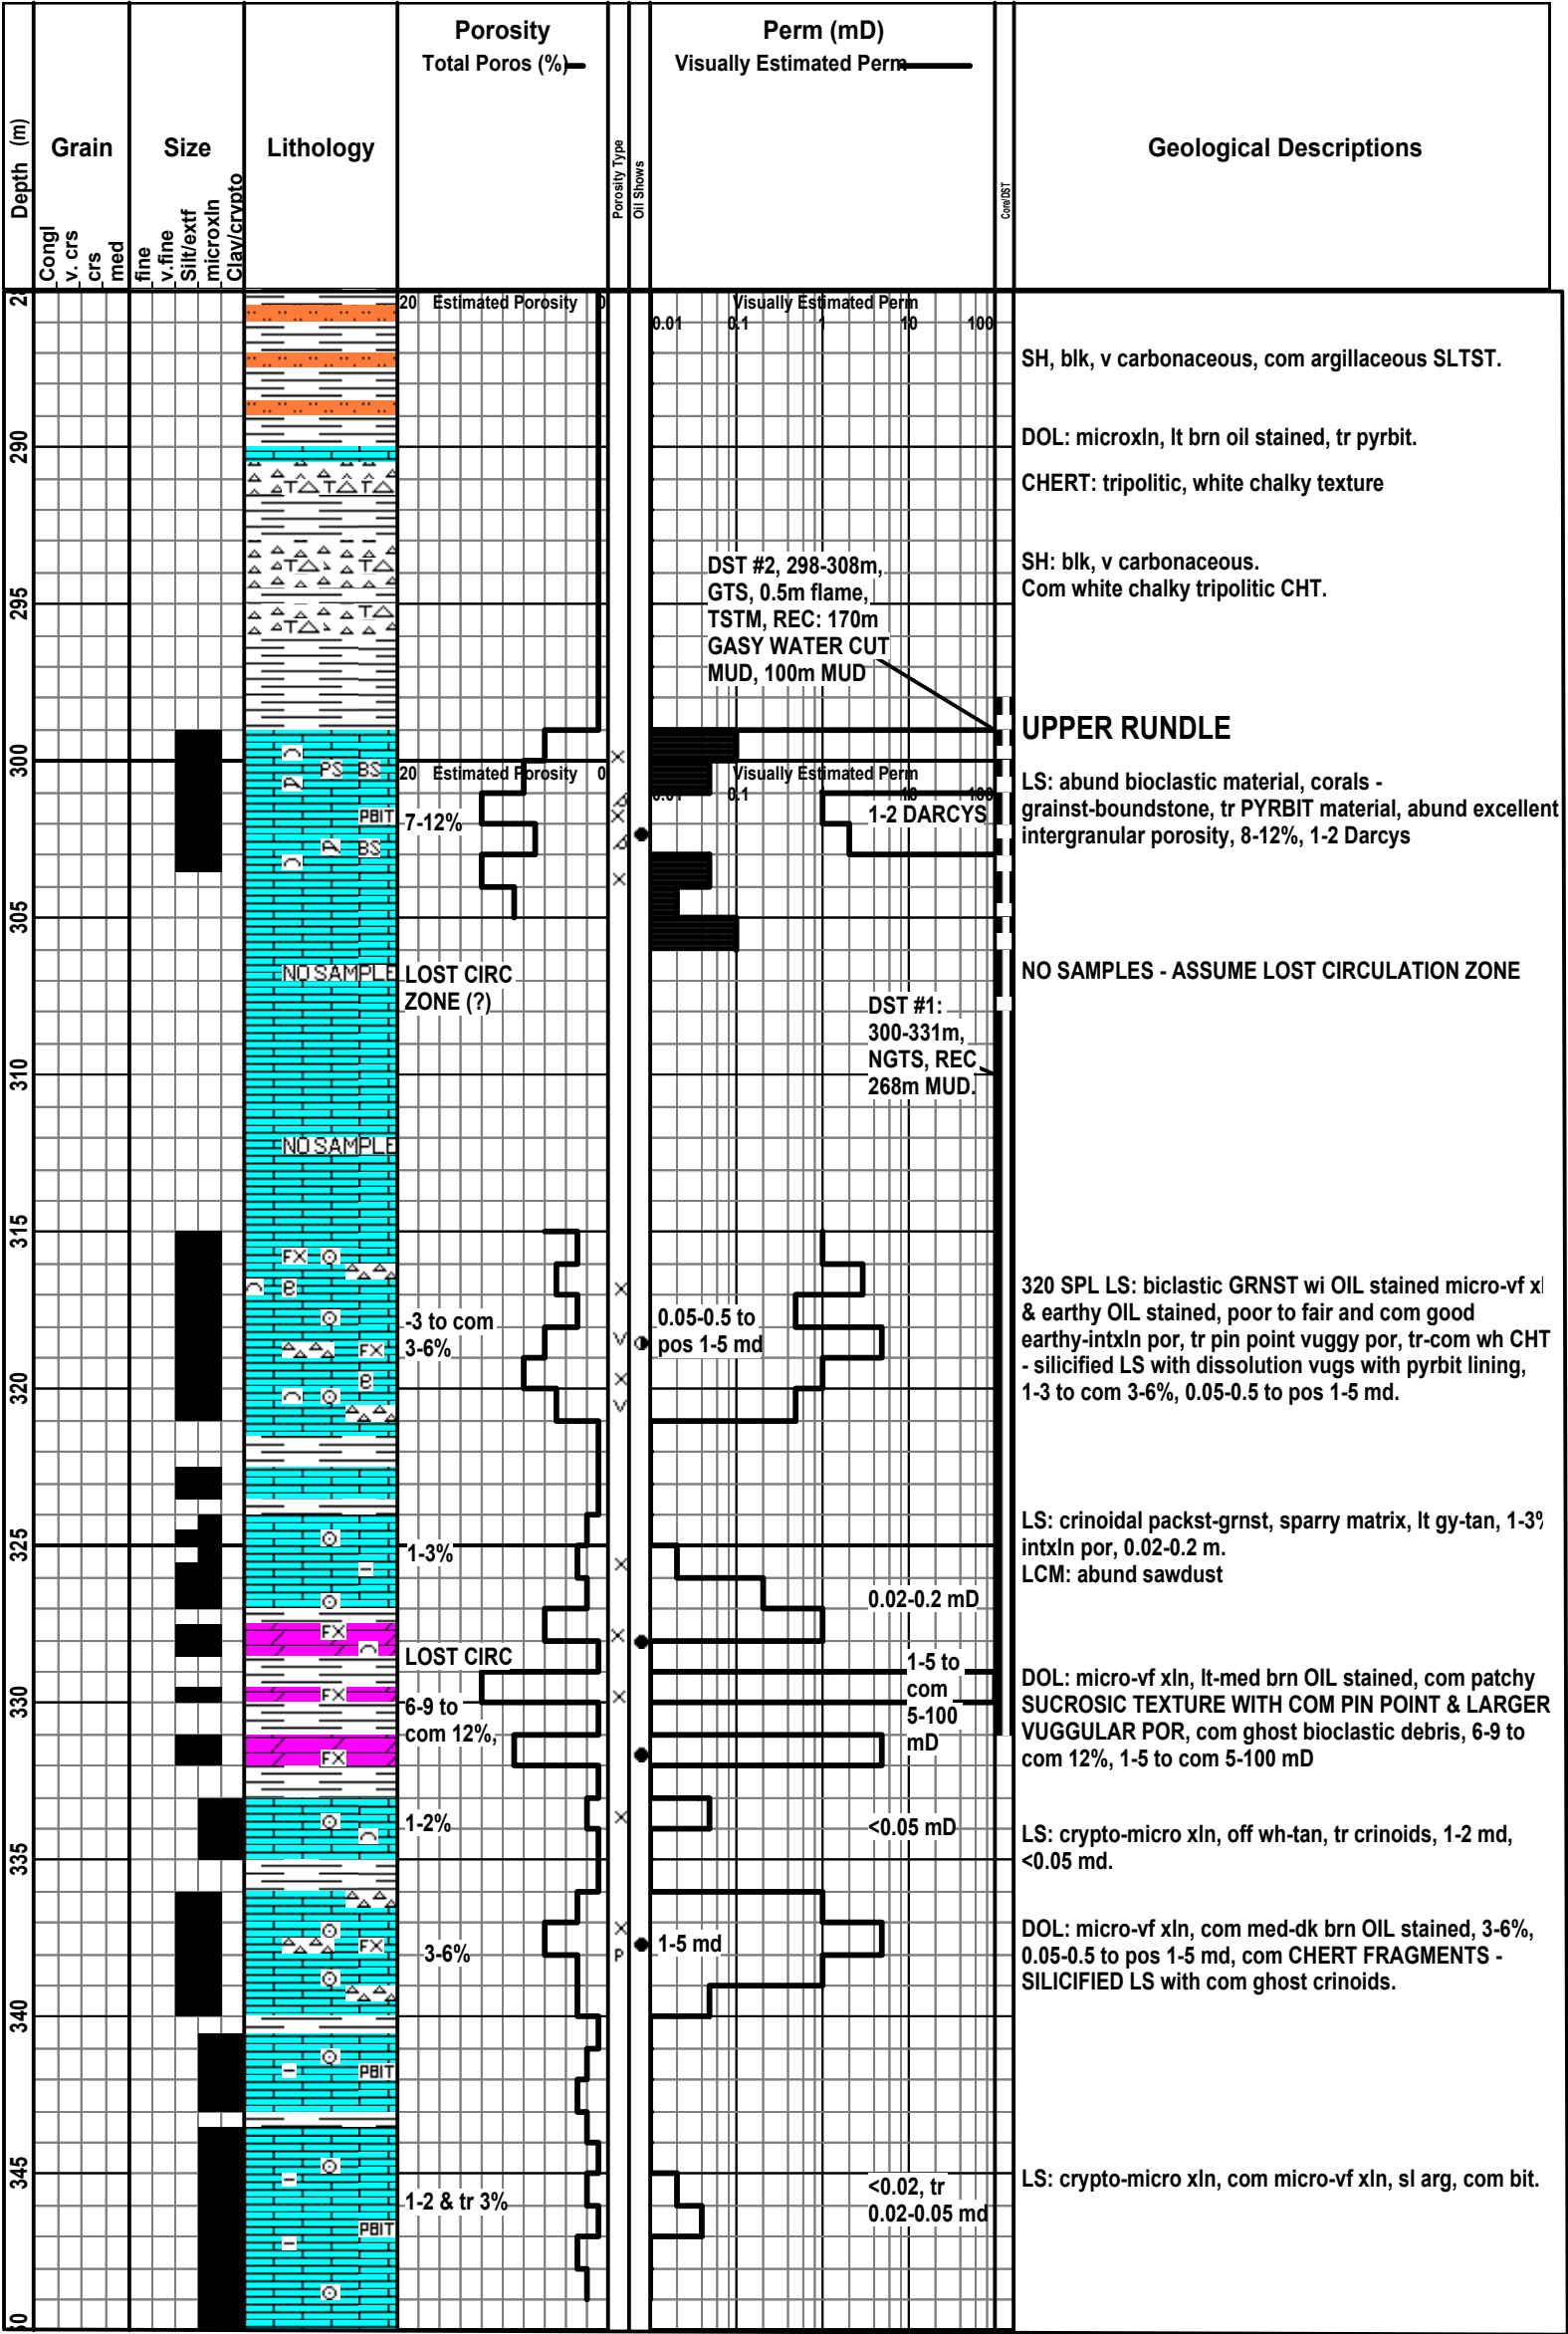 Porosity
Total Poros (%)
Perm (mD)
Visually Estimated Perm
Depth (m)
Grain Size
Lithology
Porosity Type
Oil Shows
Core/DST
Geological Descriptions
Congl
v. crs
crs
med
fine
v.fine
Silt/extf
microxln
Clay/crypto
20 Estimated Porosity 0
Visually Estimated Perm
0.01 0.1 1 10 100
SH, blk, v carbonaceous, com argillaceous SLTST.
290
DOL: microxln, lt brn oil stained, tr pyrbit.
CHERT: tripolitic, white chalky texture
T T T
DST #2, 298-308m,
GTS, 0.5m flame,
TSTM, REC: 170m
GASY WATER CUT
MUD, 100m MUD
SH: blk, v carbonaceous.
Com white chalky tripolitic CHT.
T
295
T T
UPPER RUNDLE
300
PS BS
20 Estimated Porosity 0
Visually Estimated Perm
0.01 0.1 10 100
LS: abund bioclastic material, corals -
grainst-boundstone, tr PYRBIT material, abund excellent
intergranular porosity, 8-12%, 1-2 Darcys
PBIT
7-12%
1-2 DARCYS
BS
305
NO SAMPLE
LOST CIRC
ZONE (?)
NO SAMPLES - ASSUME LOST CIRCULATION ZONE
DST #1:
300-331m,
NGTS, REC
268m MUD.
310
NO SAMPLE
315
FX
e
-3 to com
3-6%
0.05-0.5 to
pos 1-5 md
320 SPL LS: biclastic GRNST wi OIL stained micro-vf xl
& earthy OIL stained, poor to fair and com good
earthy-intxln por, tr pin point vuggy por, tr-com wh CHT
- silicified LS with dissolution vugs with pyrbit lining,
1-3 to com 3-6%, 0.05-0.5 to pos 1-5 md.
FX
e
320
325
1-3%
LS: crinoidal packst-grnst, sparry matrix, lt gy-tan, 1-3%
intxln por, 0.02-0.2 m.
LCM: abund sawdust
0.02-0.2 mD
FX
LOST CIRC
FX
330
6-9 to
com 12%,
1-5 to
com
5-100
mD
DOL: micro-vf xln, lt-med brn OIL stained, com patchy
SUCROSIC TEXTURE WITH COM PIN POINT & LARGER
VUGGULAR POR, com ghost bioclastic debris, 6-9 to
com 12%, 1-5 to com 5-100 mD
FX
1-2%
<0.05 mD
LS: crypto-micro xln, off wh-tan, tr crinoids, 1-2 md,
<0.05 md.
335
FX
3-6%
P
1-5 md
DOL: micro-vf xln, com med-dk brn OIL stained, 3-6%,
0.05-0.5 to pos 1-5 md, com CHERT FRAGMENTS -
SILICIFIED LS with com ghost crinoids.
340
PBIT
345
1-2 & tr 3%
<0.02, tr
0.02-0.05 md
LS: crypto-micro xln, com micro-vf xln, sl arg, com bit.
PBIT